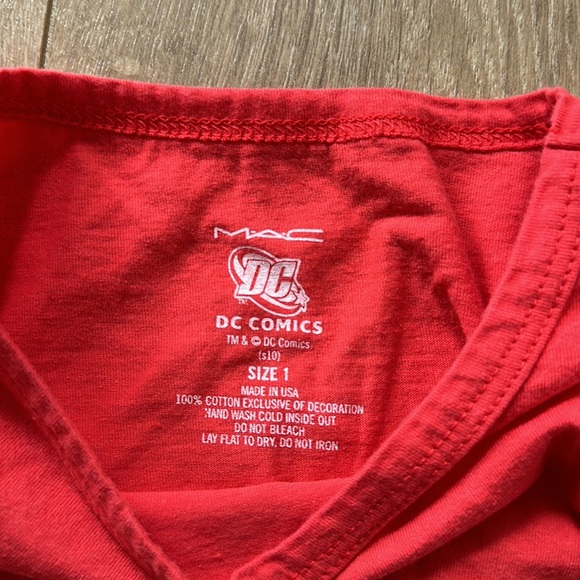 MAC
DC
TM
DC COMICS
TM & © DC Comics.
(s10)
SIZE 1
MADE IN USA
100% COTTON EXCLUSIVE OF DECORATION
HAND WASH COLD INSIDE OUT
DO NOT BLEACH
LAY FLAT TO DRY, DO NOT IRON